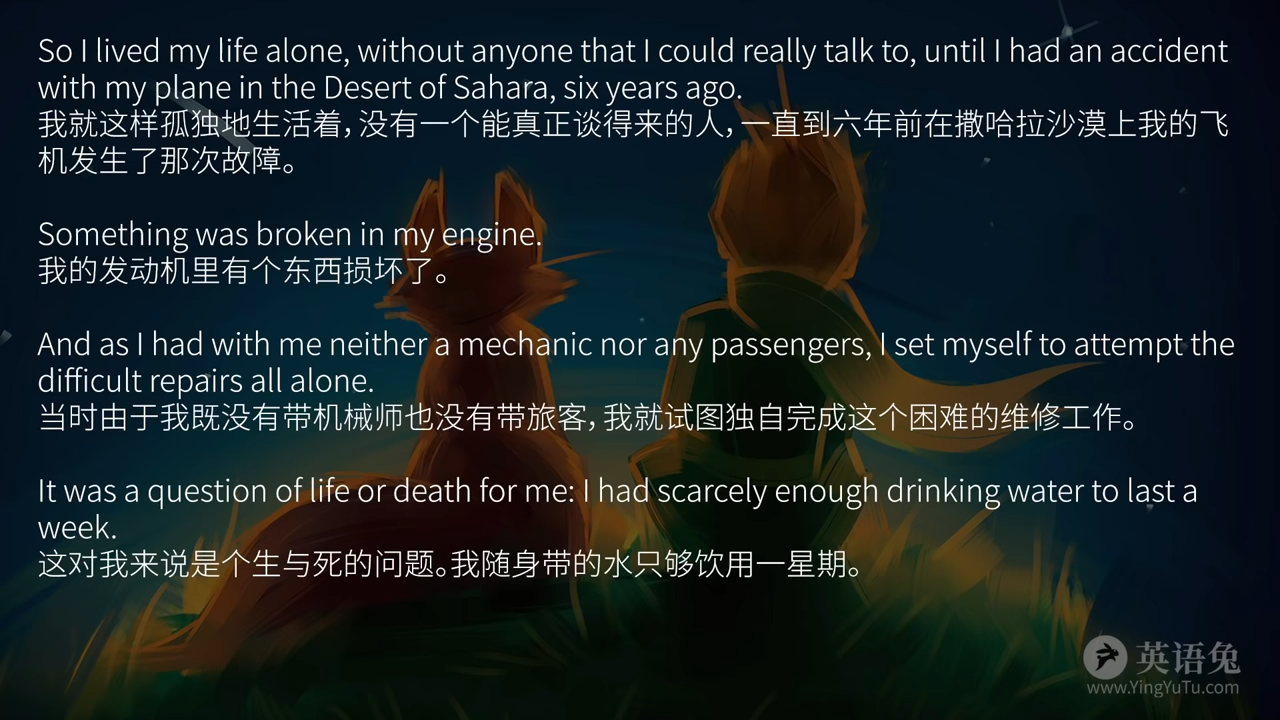 So I lived my life alone, without anyone that I could really talk to, until I had an accident
with my plane in the Desert of Sahara, six years ago.
我就这样孤独地生活着，没有一个能真正谈得来的人，一直到六年前在撒哈拉沙漠上我的飞
机发生了那次故障。
Something was broken in my engine.
我的发动机里有个东西损坏了。
And as I had with me neither a mechanic nor any passengers, I set myself to attempt the
difficult repairs all alone.
当时由于我既没有带机械师也没有带旅客，我就试图独自完成这个困难的维修工作。
It was a question of life or death for me: I had scarcely enough drinking water to last a
week.
这对我来说是个生与死的问题。我随身带的水只够饮用一星期。
英语兔
www.YingYuTu.com